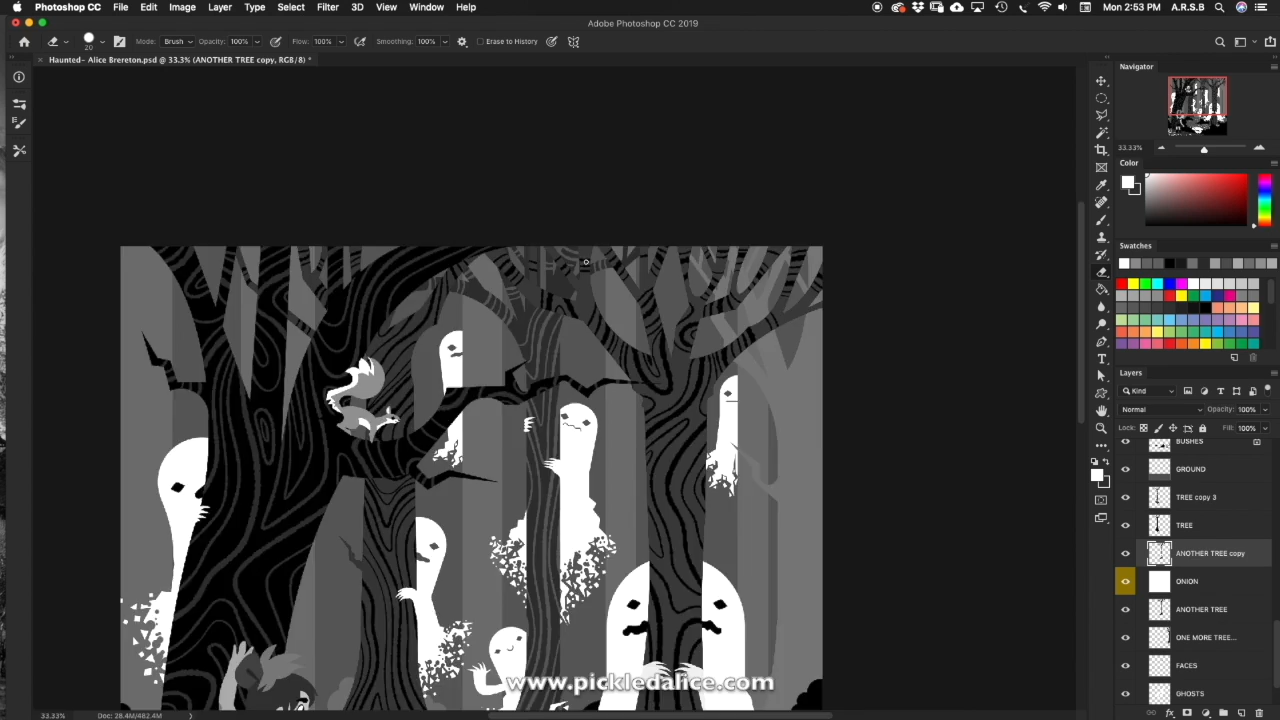 Photoshop CC File Edit Image Layer Type Select Filter 3D View Window Help Mon 2:53 PM A.R.S.B
Adobe Photoshop CC 2019
20 Mode: Brush Opacity: 100% Flow: 100% Smoothing: 100% Erase to History
× Haunted- Alice Brereton.psd @ 33.3% (ANOTHER TREE copy, RGB/8) *
Navigator
33.33%
Color
Swatches
Layers
Kind
Normal Opacity: 100%
Lock: Fill: 100%
BUSHES
GROUND
TREE copy 3
TREE
ANOTHER TREE copy
ONION
ANOTHER TREE
ONE MORE TREE...
FACES
GHOSTS
www.pickledalice.com
33.33% Doc: 28.4M/482.4M